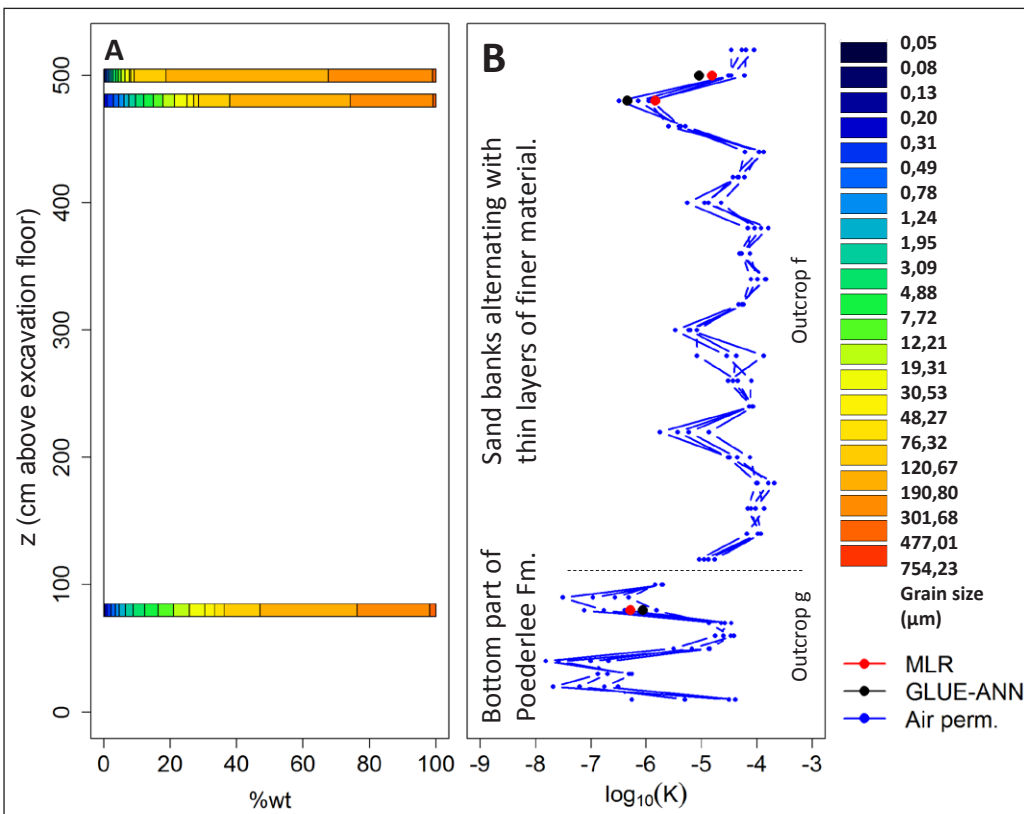 A
0
100
200
300
400
500
z (cm above excavation floor)
0
20
40
60
80
100
%wt
B
Sand banks alternating with
thin layers of finer material.
Bottom part of
Poederlee Fm.
Outcrop f
Outcrop g
-9
-8
-7
-6
-5
-4
-3
log10(K)
0,05
0,08
0,13
0,20
0,31
0,49
0,78
1,24
1,95
3,09
4,88
7,72
12,21
19,31
30,53
48,27
76,32
120,67
190,80
301,68
477,01
754,23
Grain size
(µm)
MLR
GLUE-ANN
Air perm.